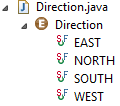 Direction.java
Direction
EAST
NORTH
SOUTH
WEST